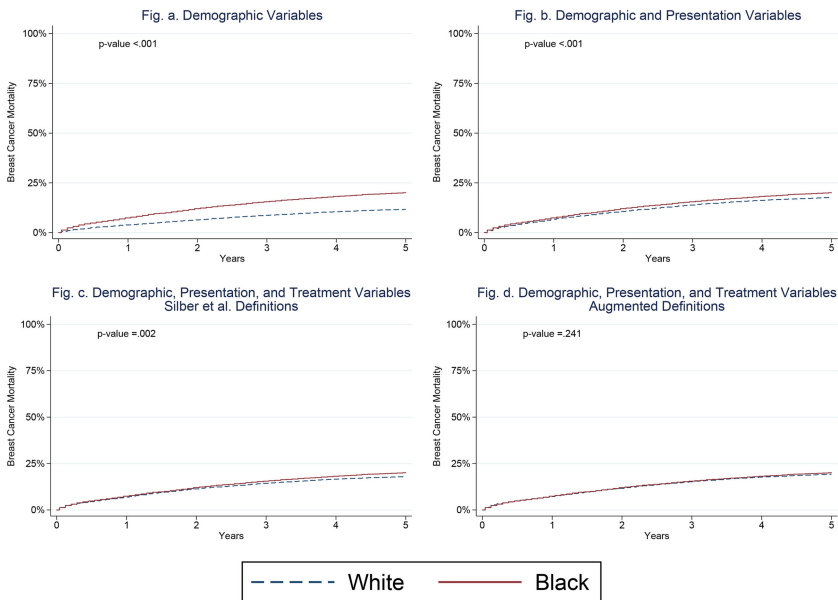 Fig. a. Demographic Variables
p-value <.001
100%
75%
50%
25%
0%
Breast Cancer Mortality
0 1 2 3 4 5
Years
Fig. b. Demographic and Presentation Variables
p-value <.001
100%
75%
50%
25%
0%
Breast Cancer Mortality
0 1 2 3 4 5
Years
Fig. c. Demographic, Presentation, and Treatment Variables
Silber et al. Definitions
p-value =.002
100%
75%
50%
25%
0%
Breast Cancer Mortality
0 1 2 3 4 5
Years
Fig. d. Demographic, Presentation, and Treatment Variables
Augmented Definitions
p-value =.241
100%
75%
50%
25%
0%
Breast Cancer Mortality
0 1 2 3 4 5
Years
White Black